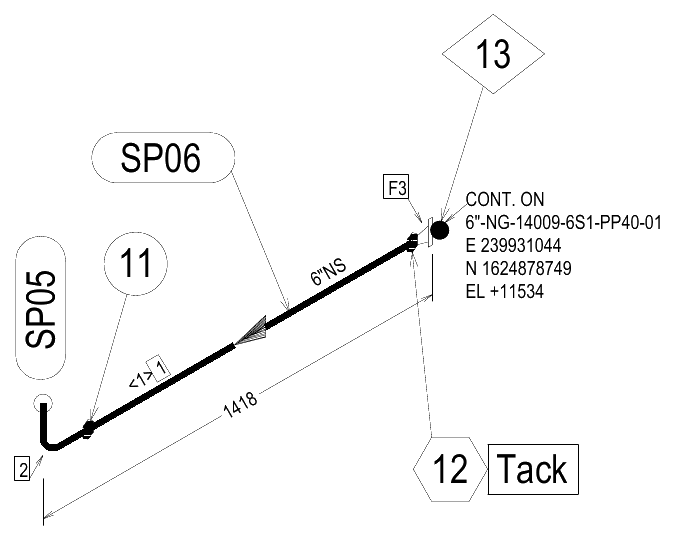 13
SP06
F3
CONT. ON
6"-NG-14009-6S1-PP40-01
E 239931044
N 1624878749
EL +11534
11
SP05
6"NS
<1> 1
1418
2
12
Tack